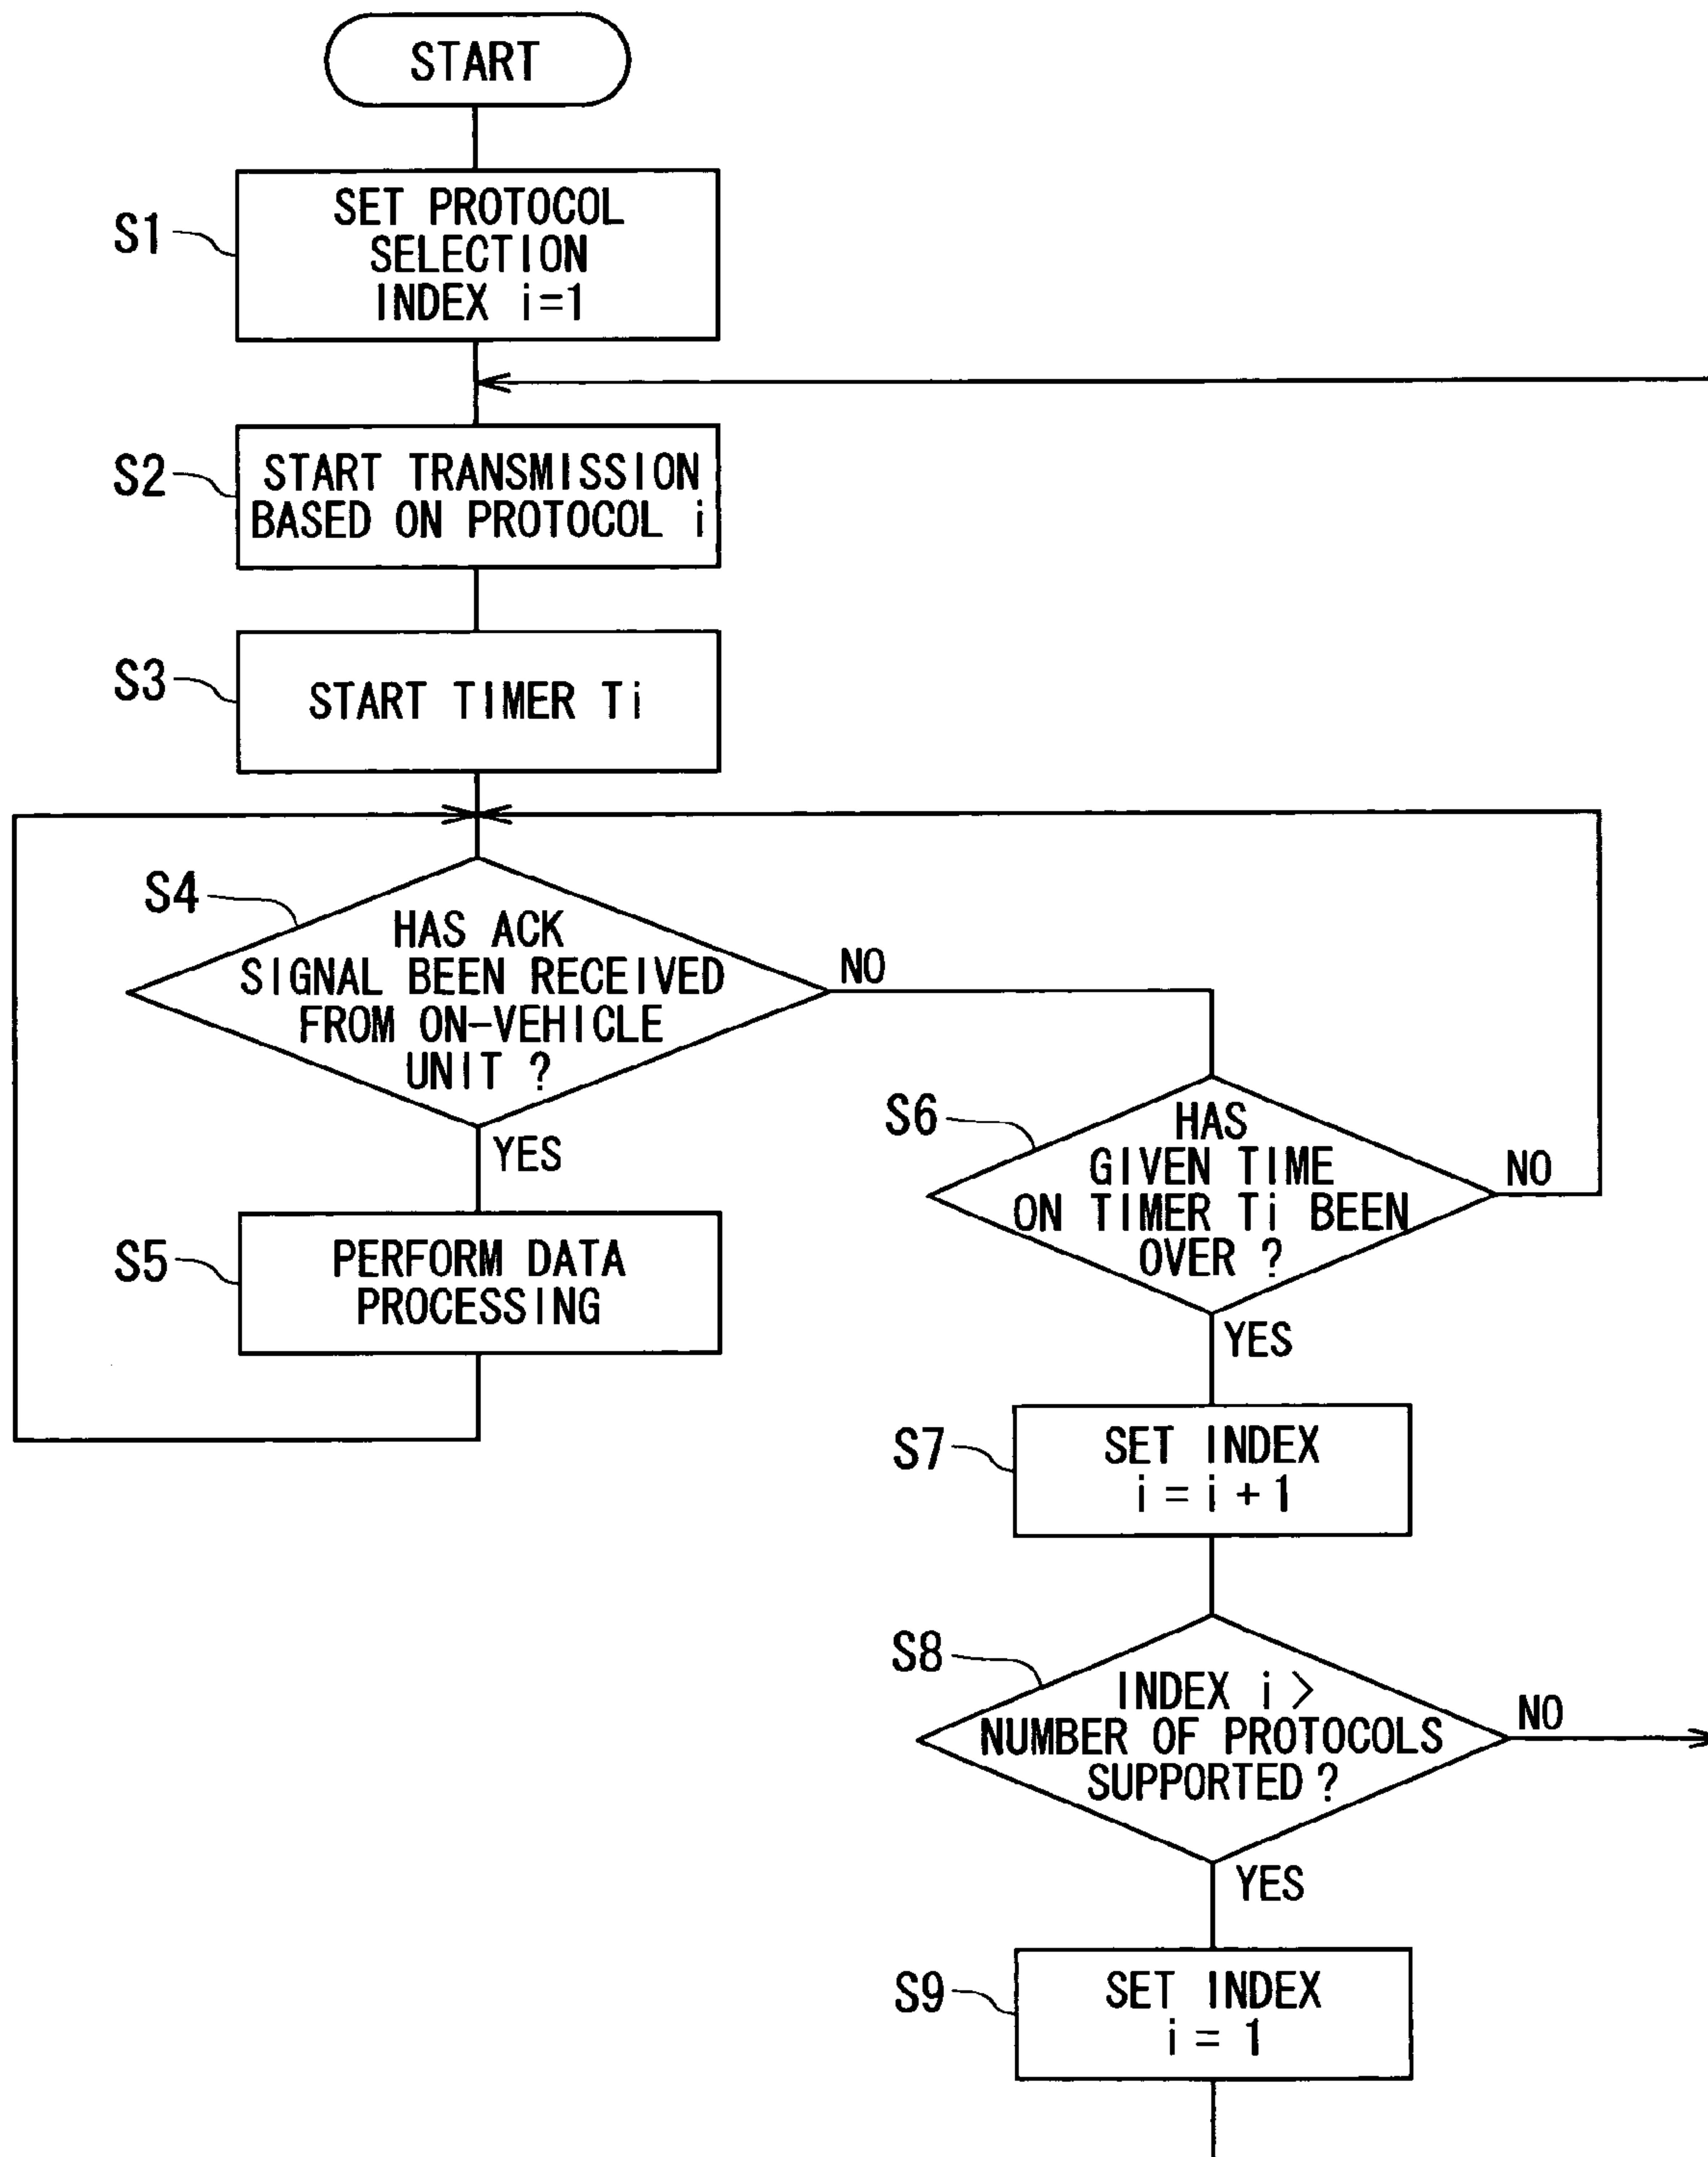 START
S1
SET PROTOCOL
SELECTION
INDEX i=1
S2
START TRANSMISSION
BASED ON PROTOCOL i
S3
START TIMER Ti
S4
HAS ACK
SIGNAL BEEN RECEIVED
FROM ON-VEHICLE
UNIT ?
NO
YES
S5
PERFORM DATA
PROCESSING
S6
HAS
GIVEN TIME
ON TIMER Ti BEEN
OVER ?
NO
YES
S7
SET INDEX
i = i + 1
S8
INDEX i >
NUMBER OF PROTOCOLS
SUPPORTED ?
NO
YES
S9
SET INDEX
i = 1